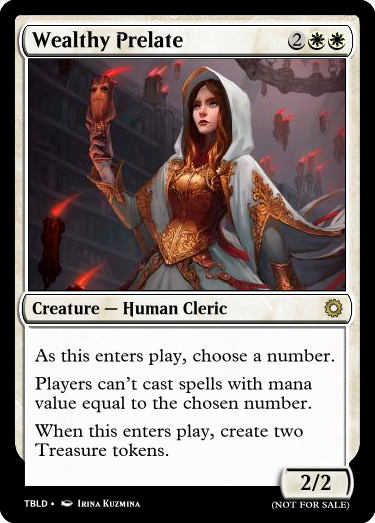 Wealthy Prelate 2
Creature — Human Cleric
As this enters play, choose a number.
Players can't cast spells with mana
value equal to the chosen number.
When this enters play, create two
Treasure tokens.
2/2
TBLD • Irina Kuzmina
(NOT FOR SALE)